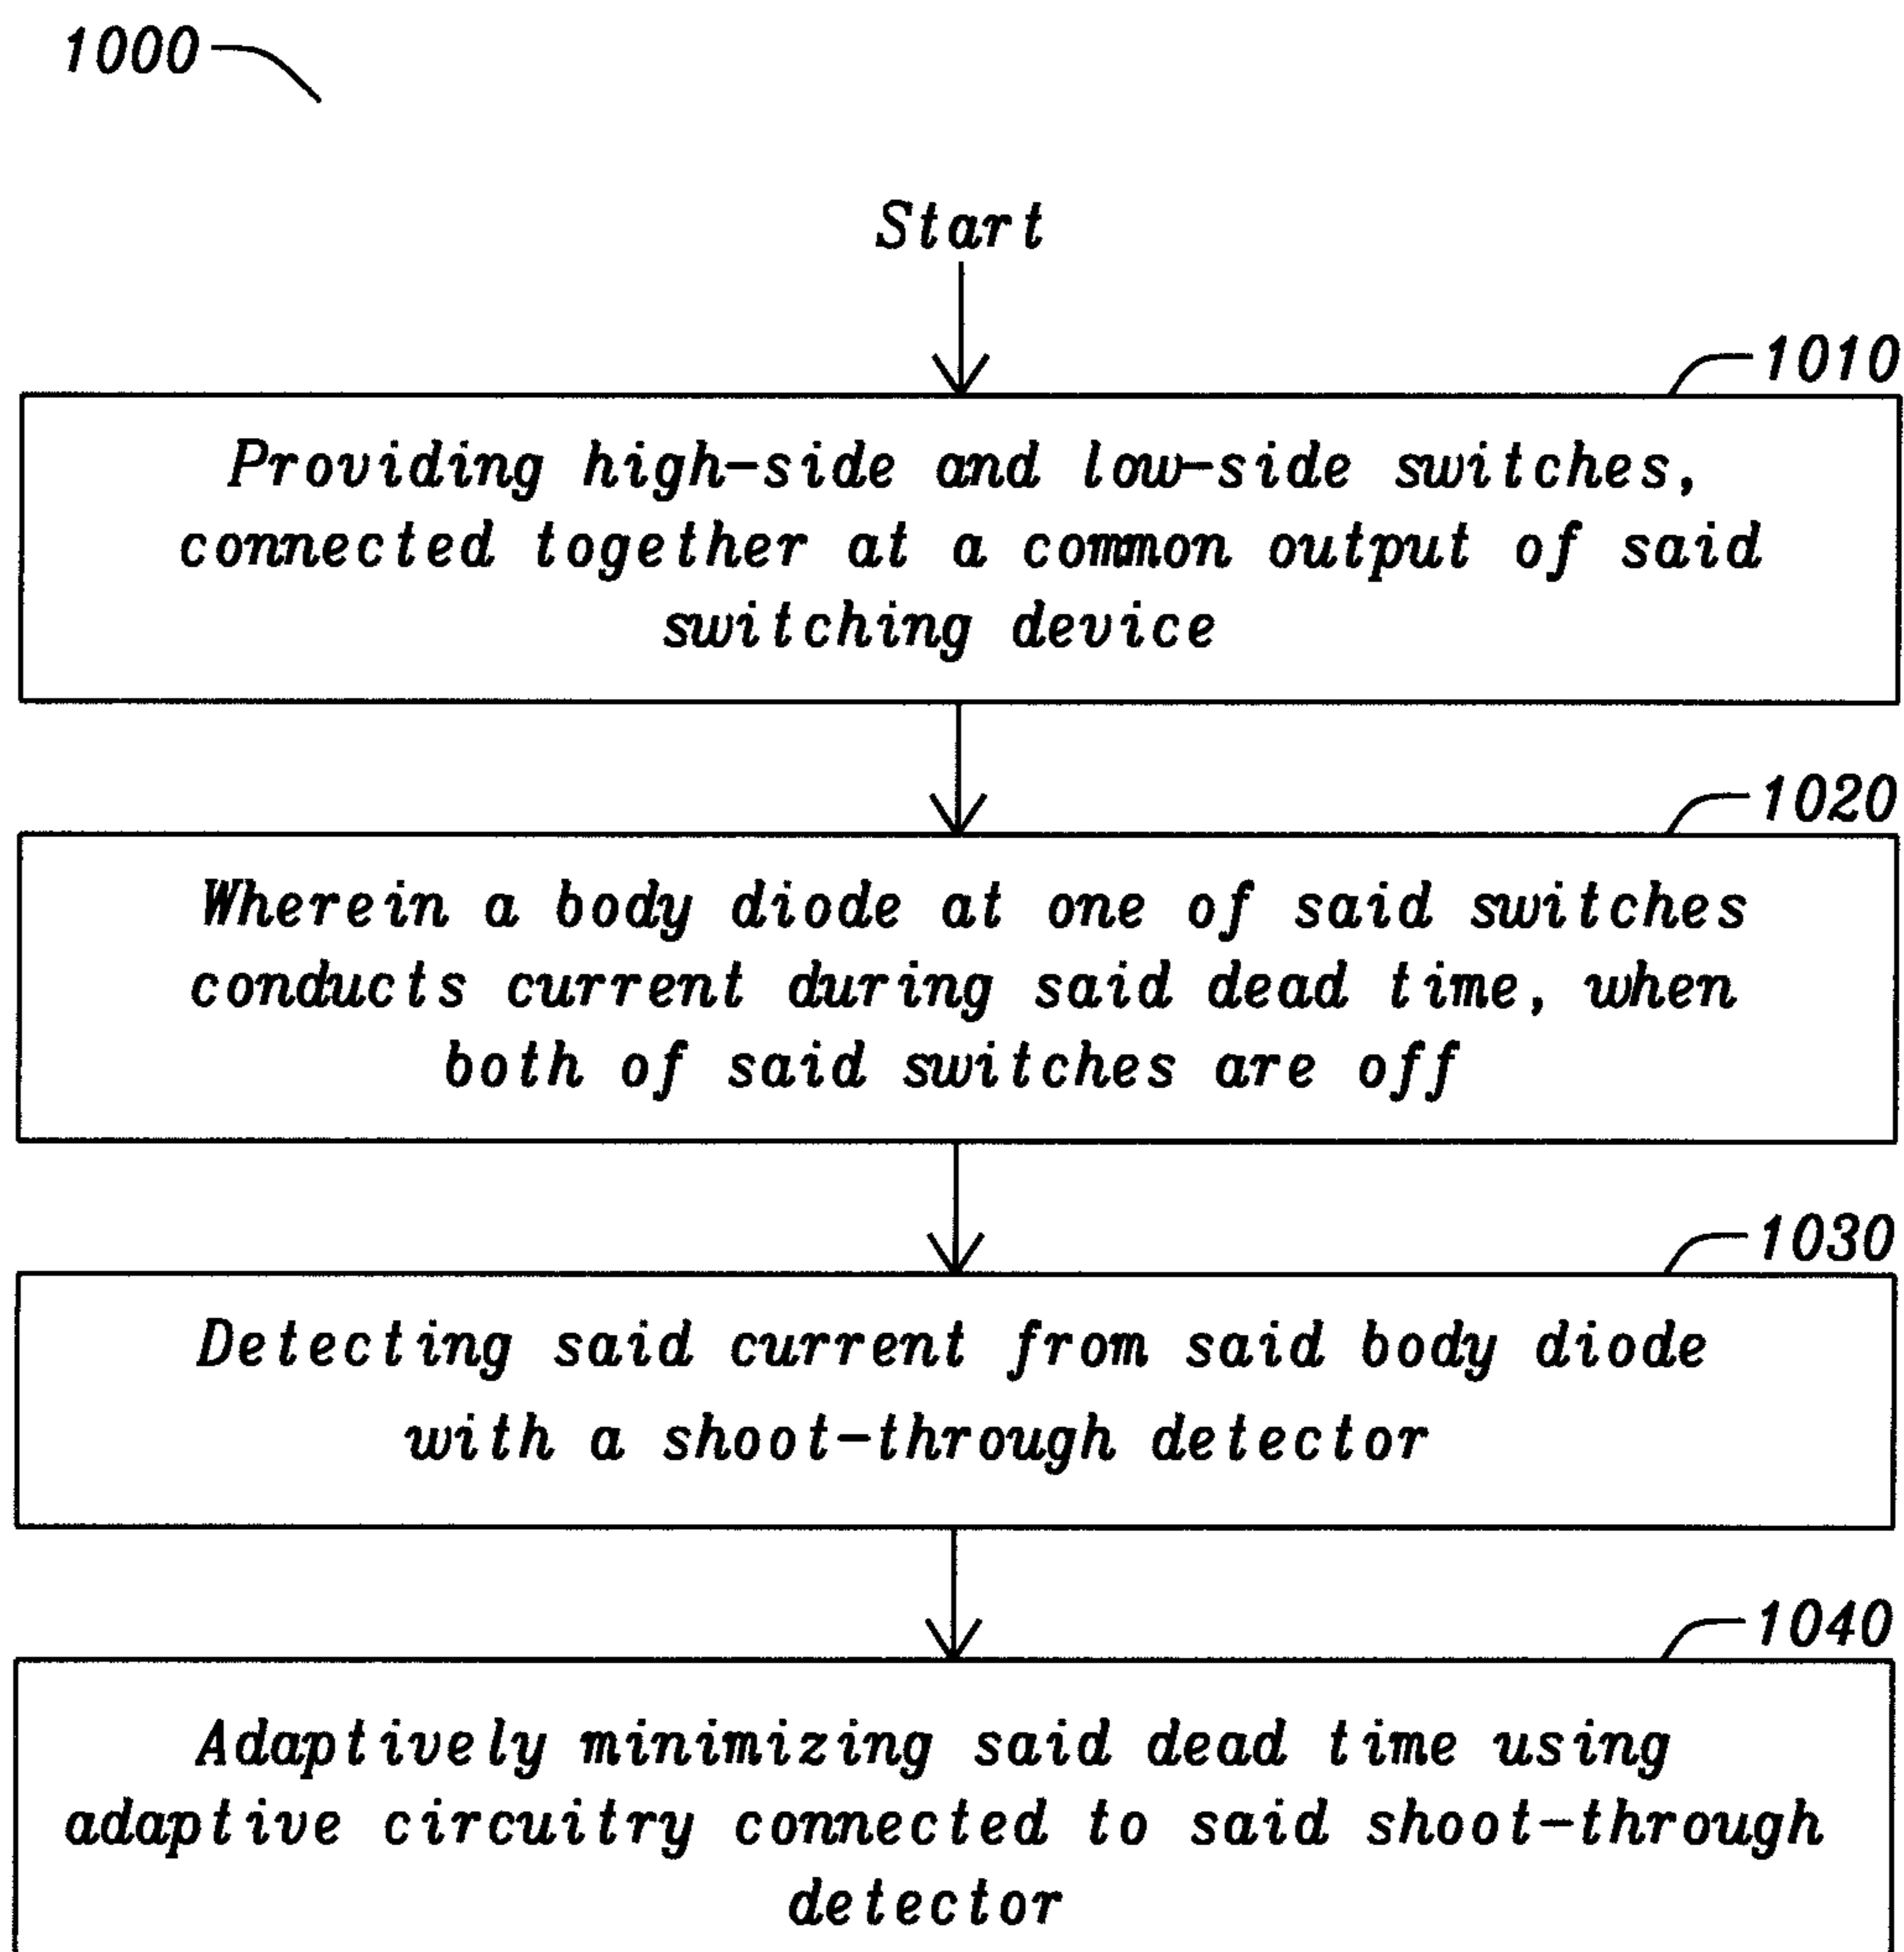 1000
Start
1010
Providing high-side and low-side switches,
connected together at a common output of said
switching device
1020
Wherein a body diode at one of said switches
conducts current during said dead time, when
both of said switches are off
1030
Detecting said current from said body diode
with a shoot-through detector
1040
Adaptively minimizing said dead time using
adaptive circuitry connected to said shoot-through
detector